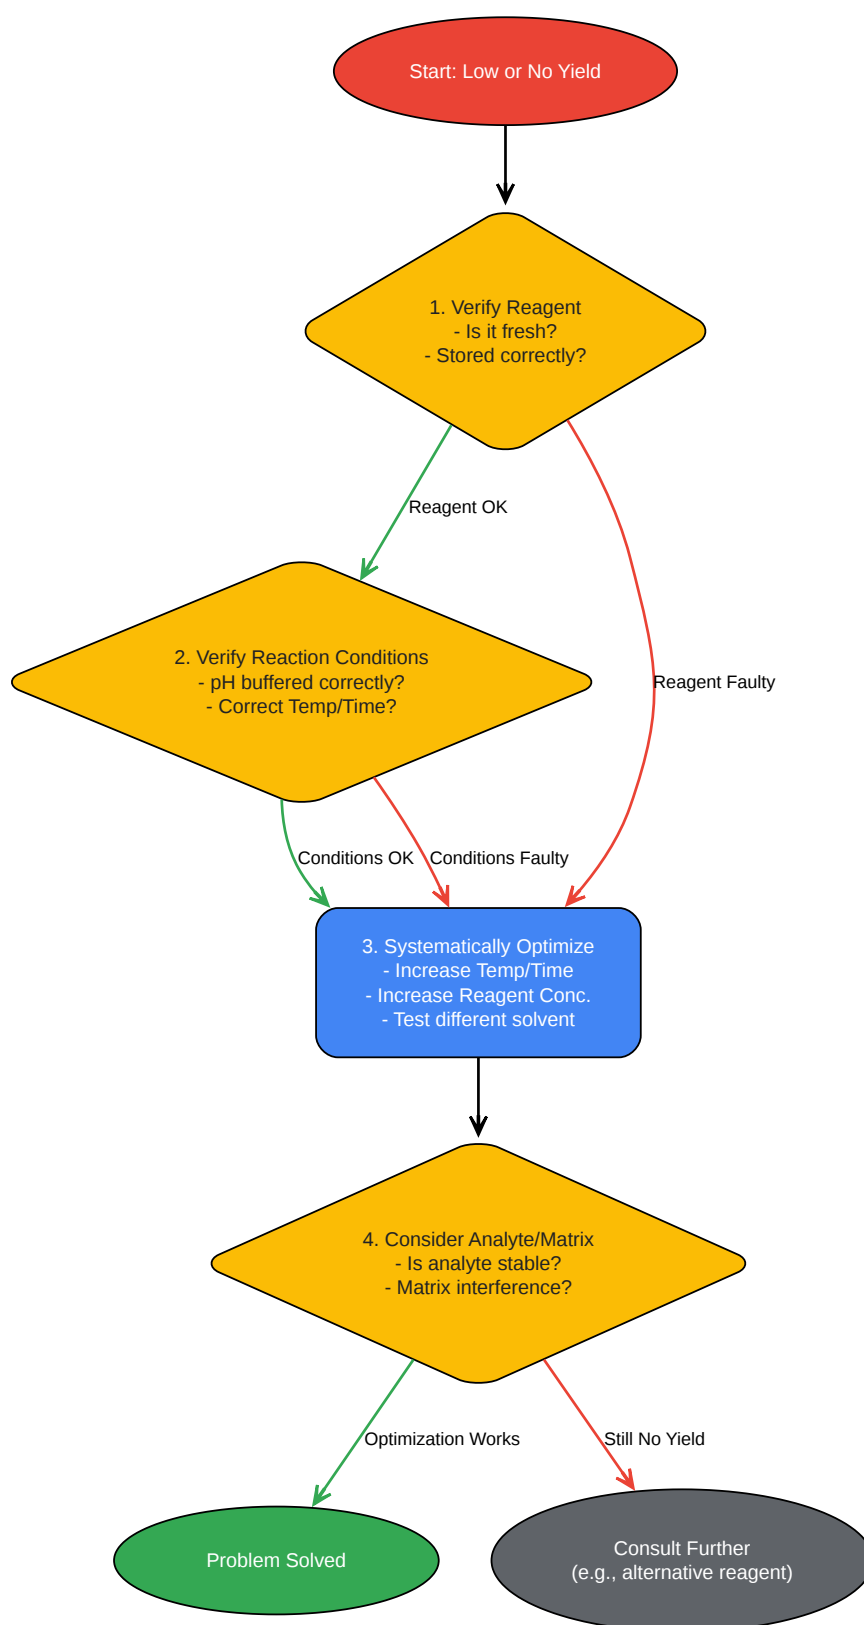 Start: Low or No Yield
1. Verify Reagent
- Is it fresh?
- Stored correctly?
Reagent OK
2. Verify Reaction Conditions
- pH buffered correctly?
- Correct Temp/Time?
Reagent Faulty
Conditions OK
Conditions Faulty
3. Systematically Optimize
- Increase Temp/Time
- Increase Reagent Conc.
- Test different solvent
4. Consider Analyte/Matrix
- Is analyte stable?
- Matrix interference?
Optimization Works
Still No Yield
Problem Solved
Consult Further
(e.g., alternative reagent)